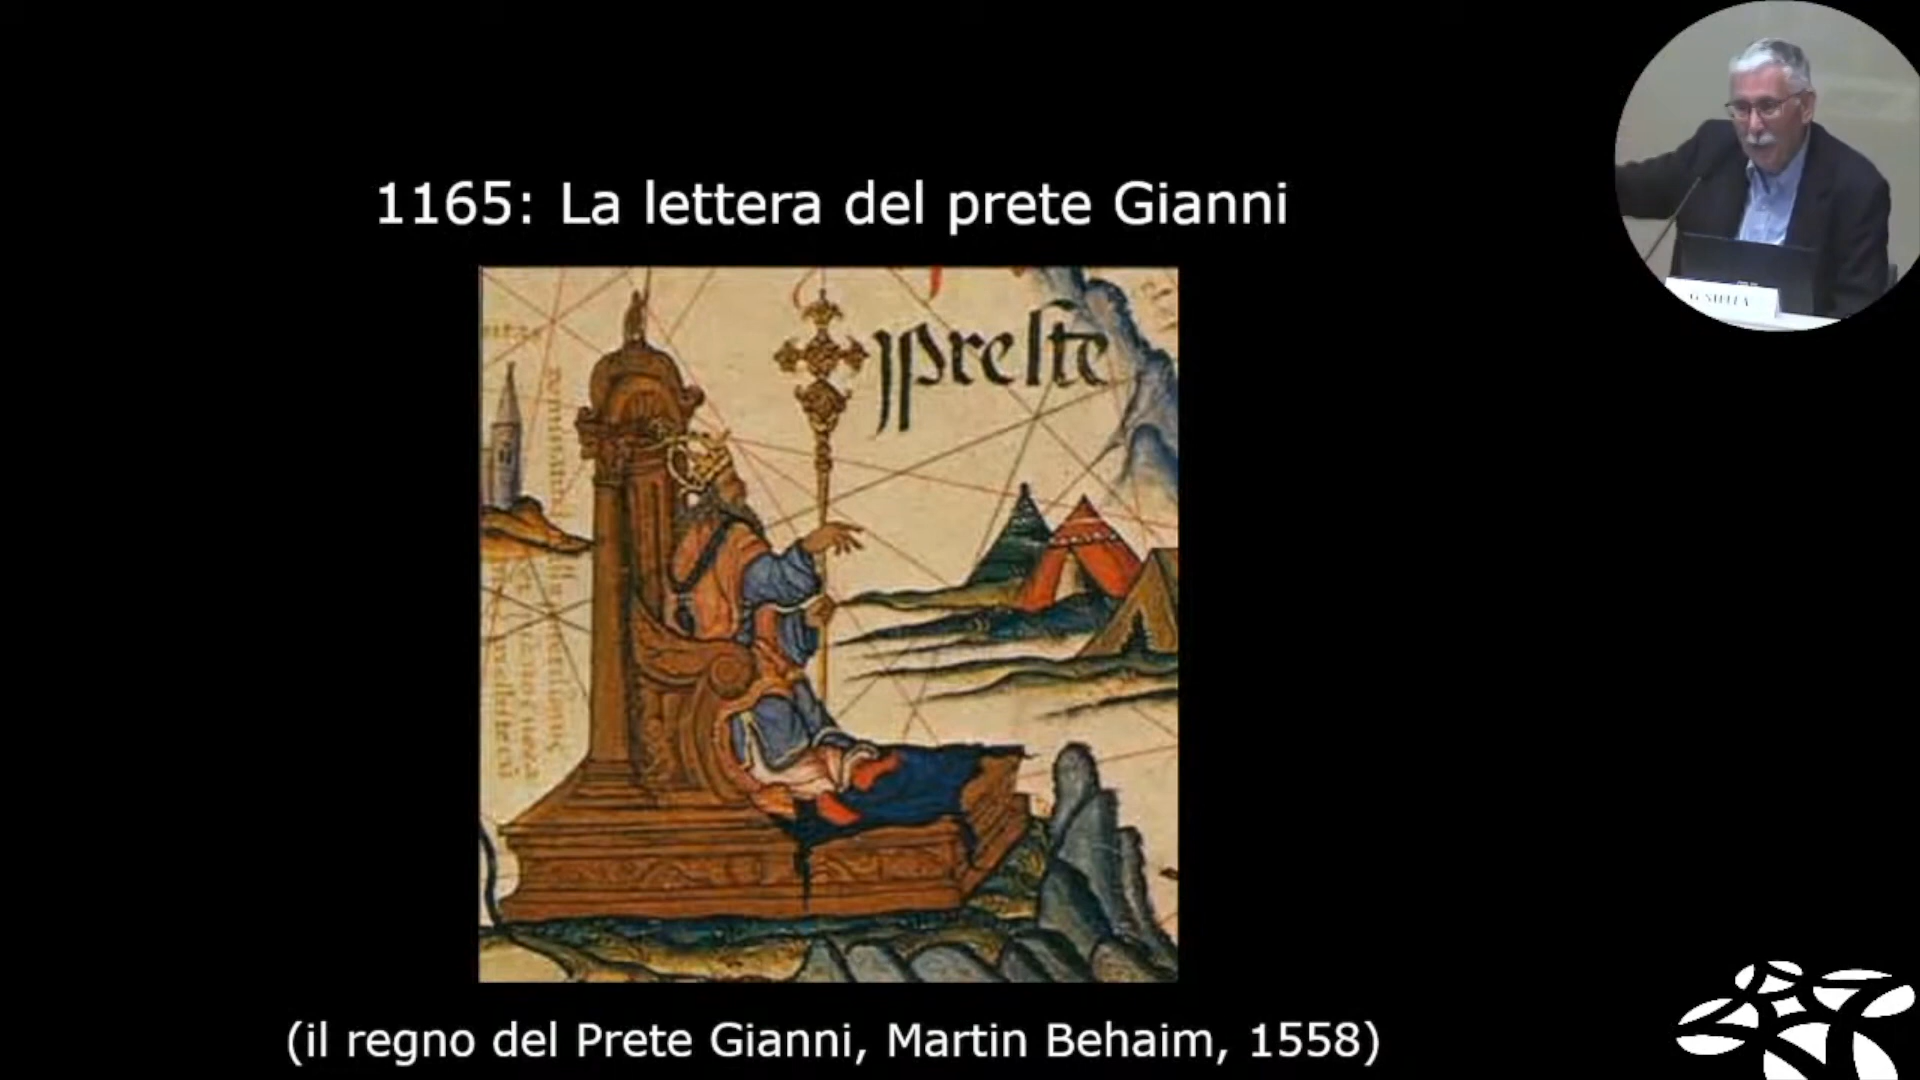 1165: La lettera del prete Gianni
preste
(il regno del Prete Gianni, Martin Behaim, 1558)